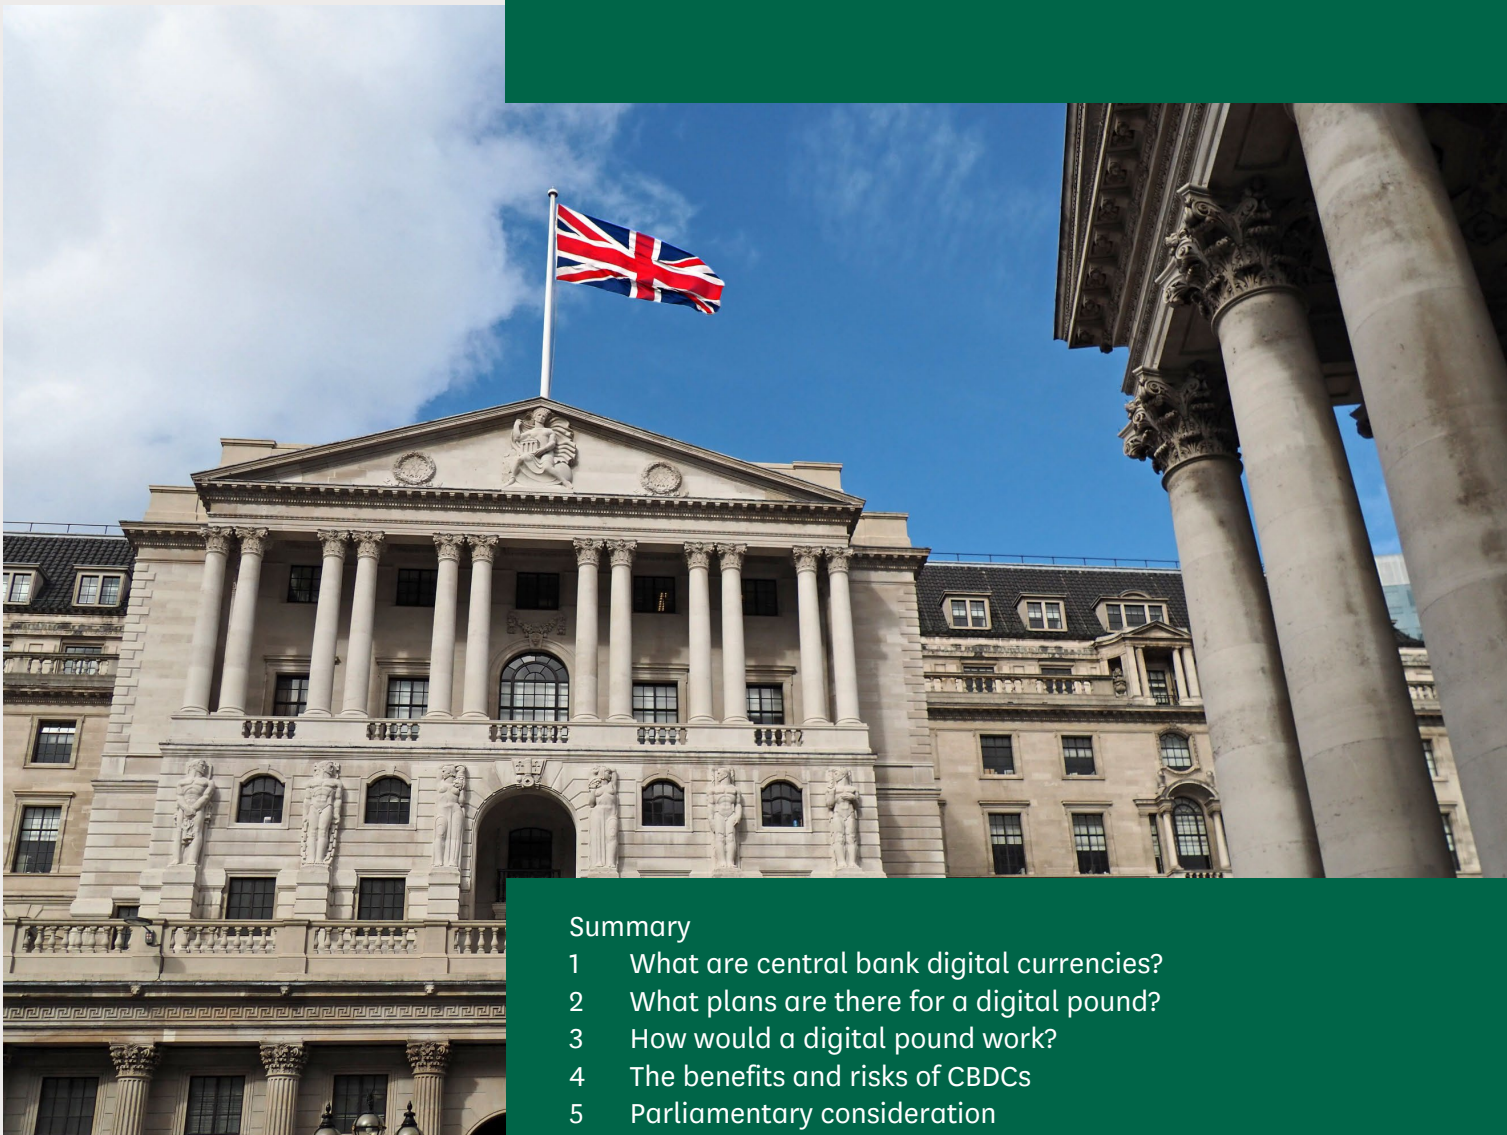 Summary
1 What are central bank digital currencies?
2 What plans are there for a digital pound?
3 How would a digital pound work?
4 The benefits and risks of CBDCs
5 Parliamentary consideration